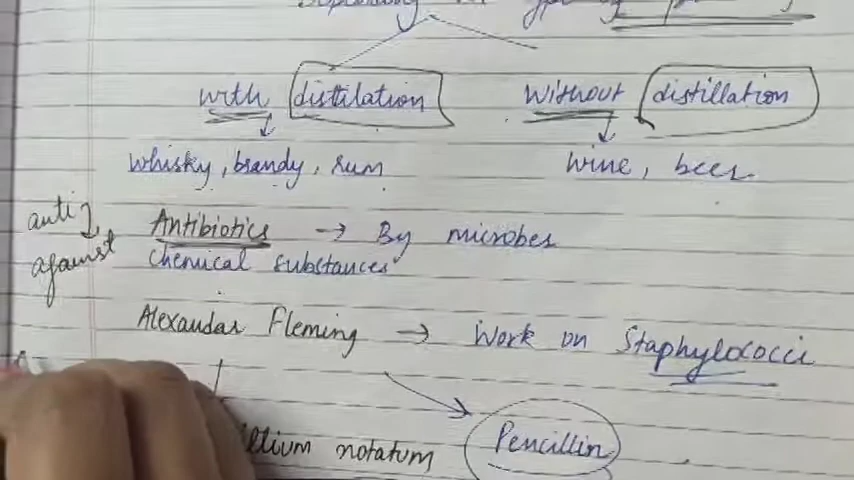 with distillation without distillation
whisky, brandy, rum wine, beer
anti Antibiotics → By microbes
against chemical substances
Alexander Fleming → Work on Staphylococci
notatum Pencillin